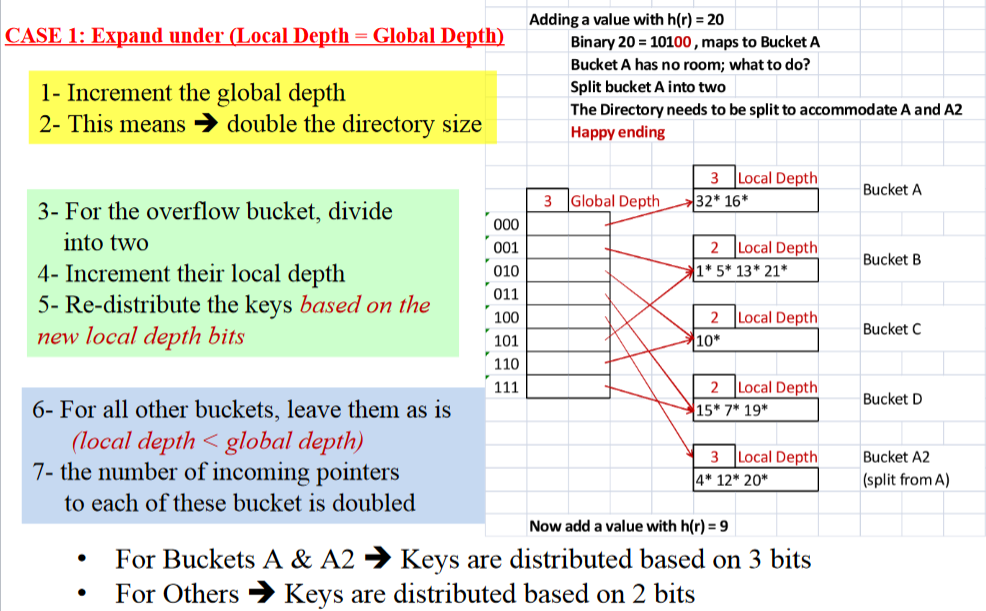 CASE 1: Expand under (Local Depth = Global Depth)
1- Increment the global depth
2- This means ➔ double the directory size
3- For the overflow bucket, divide
into two
4- Increment their local depth
5- Re-distribute the keys based on the
new local depth bits
6- For all other buckets, leave them as is
(local depth < global depth)
7- the number of incoming pointers
to each of these bucket is doubled
Adding a value with h(r) = 20
Binary 20 = 10100 , maps to Bucket A
Bucket A has no room; what to do?
Split bucket A into two
The Directory needs to be split to accommodate A and A2
Happy ending
3 Local Depth
Bucket A
3 Global Depth
32* 16*
000
001
010
011
100
101
110
111
2 Local Depth
Bucket B
1* 5* 13* 21*
2 Local Depth
Bucket C
10*
2 Local Depth
Bucket D
15* 7* 19*
3 Local Depth
Bucket A2
4* 12* 20*
(split from A)
Now add a value with h(r) = 9
• For Buckets A & A2 ➔ Keys are distributed based on 3 bits
• For Others ➔ Keys are distributed based on 2 bits